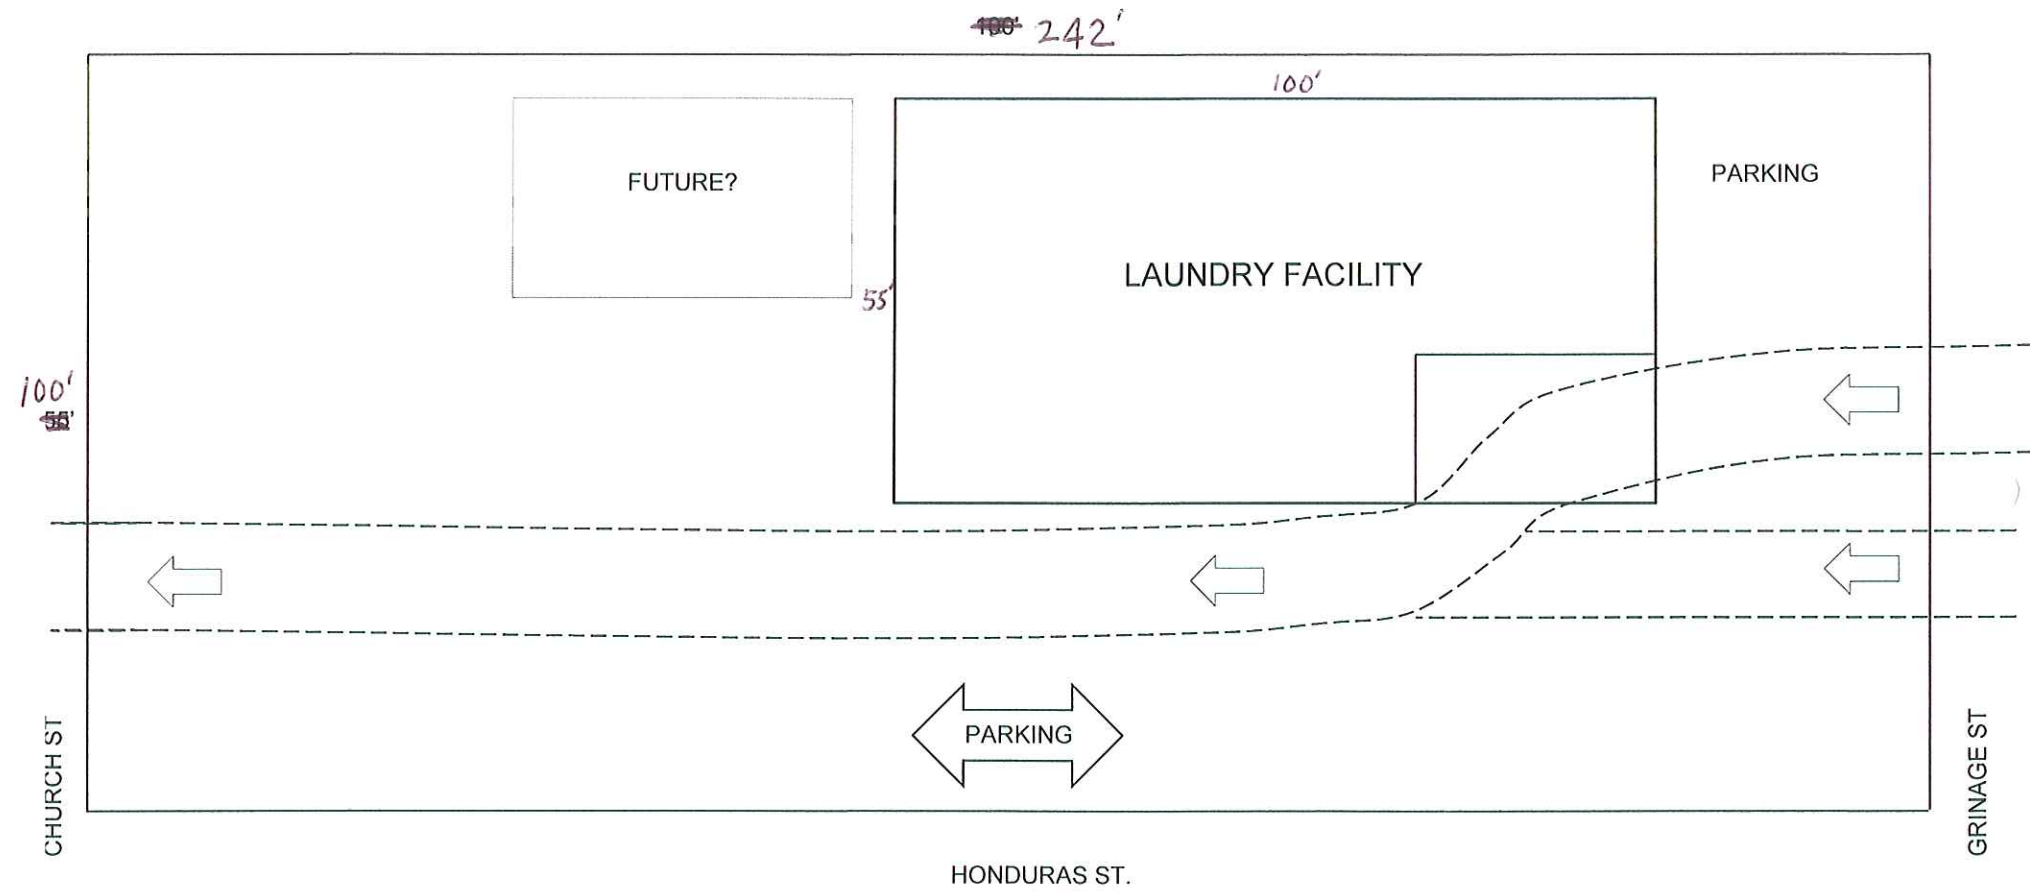 100' 242'
100'
FUTURE?
PARKING
LAUNDRY FACILITY
55'
100'
55'
PARKING
CHURCH ST
GRINAGE ST
HONDURAS ST.